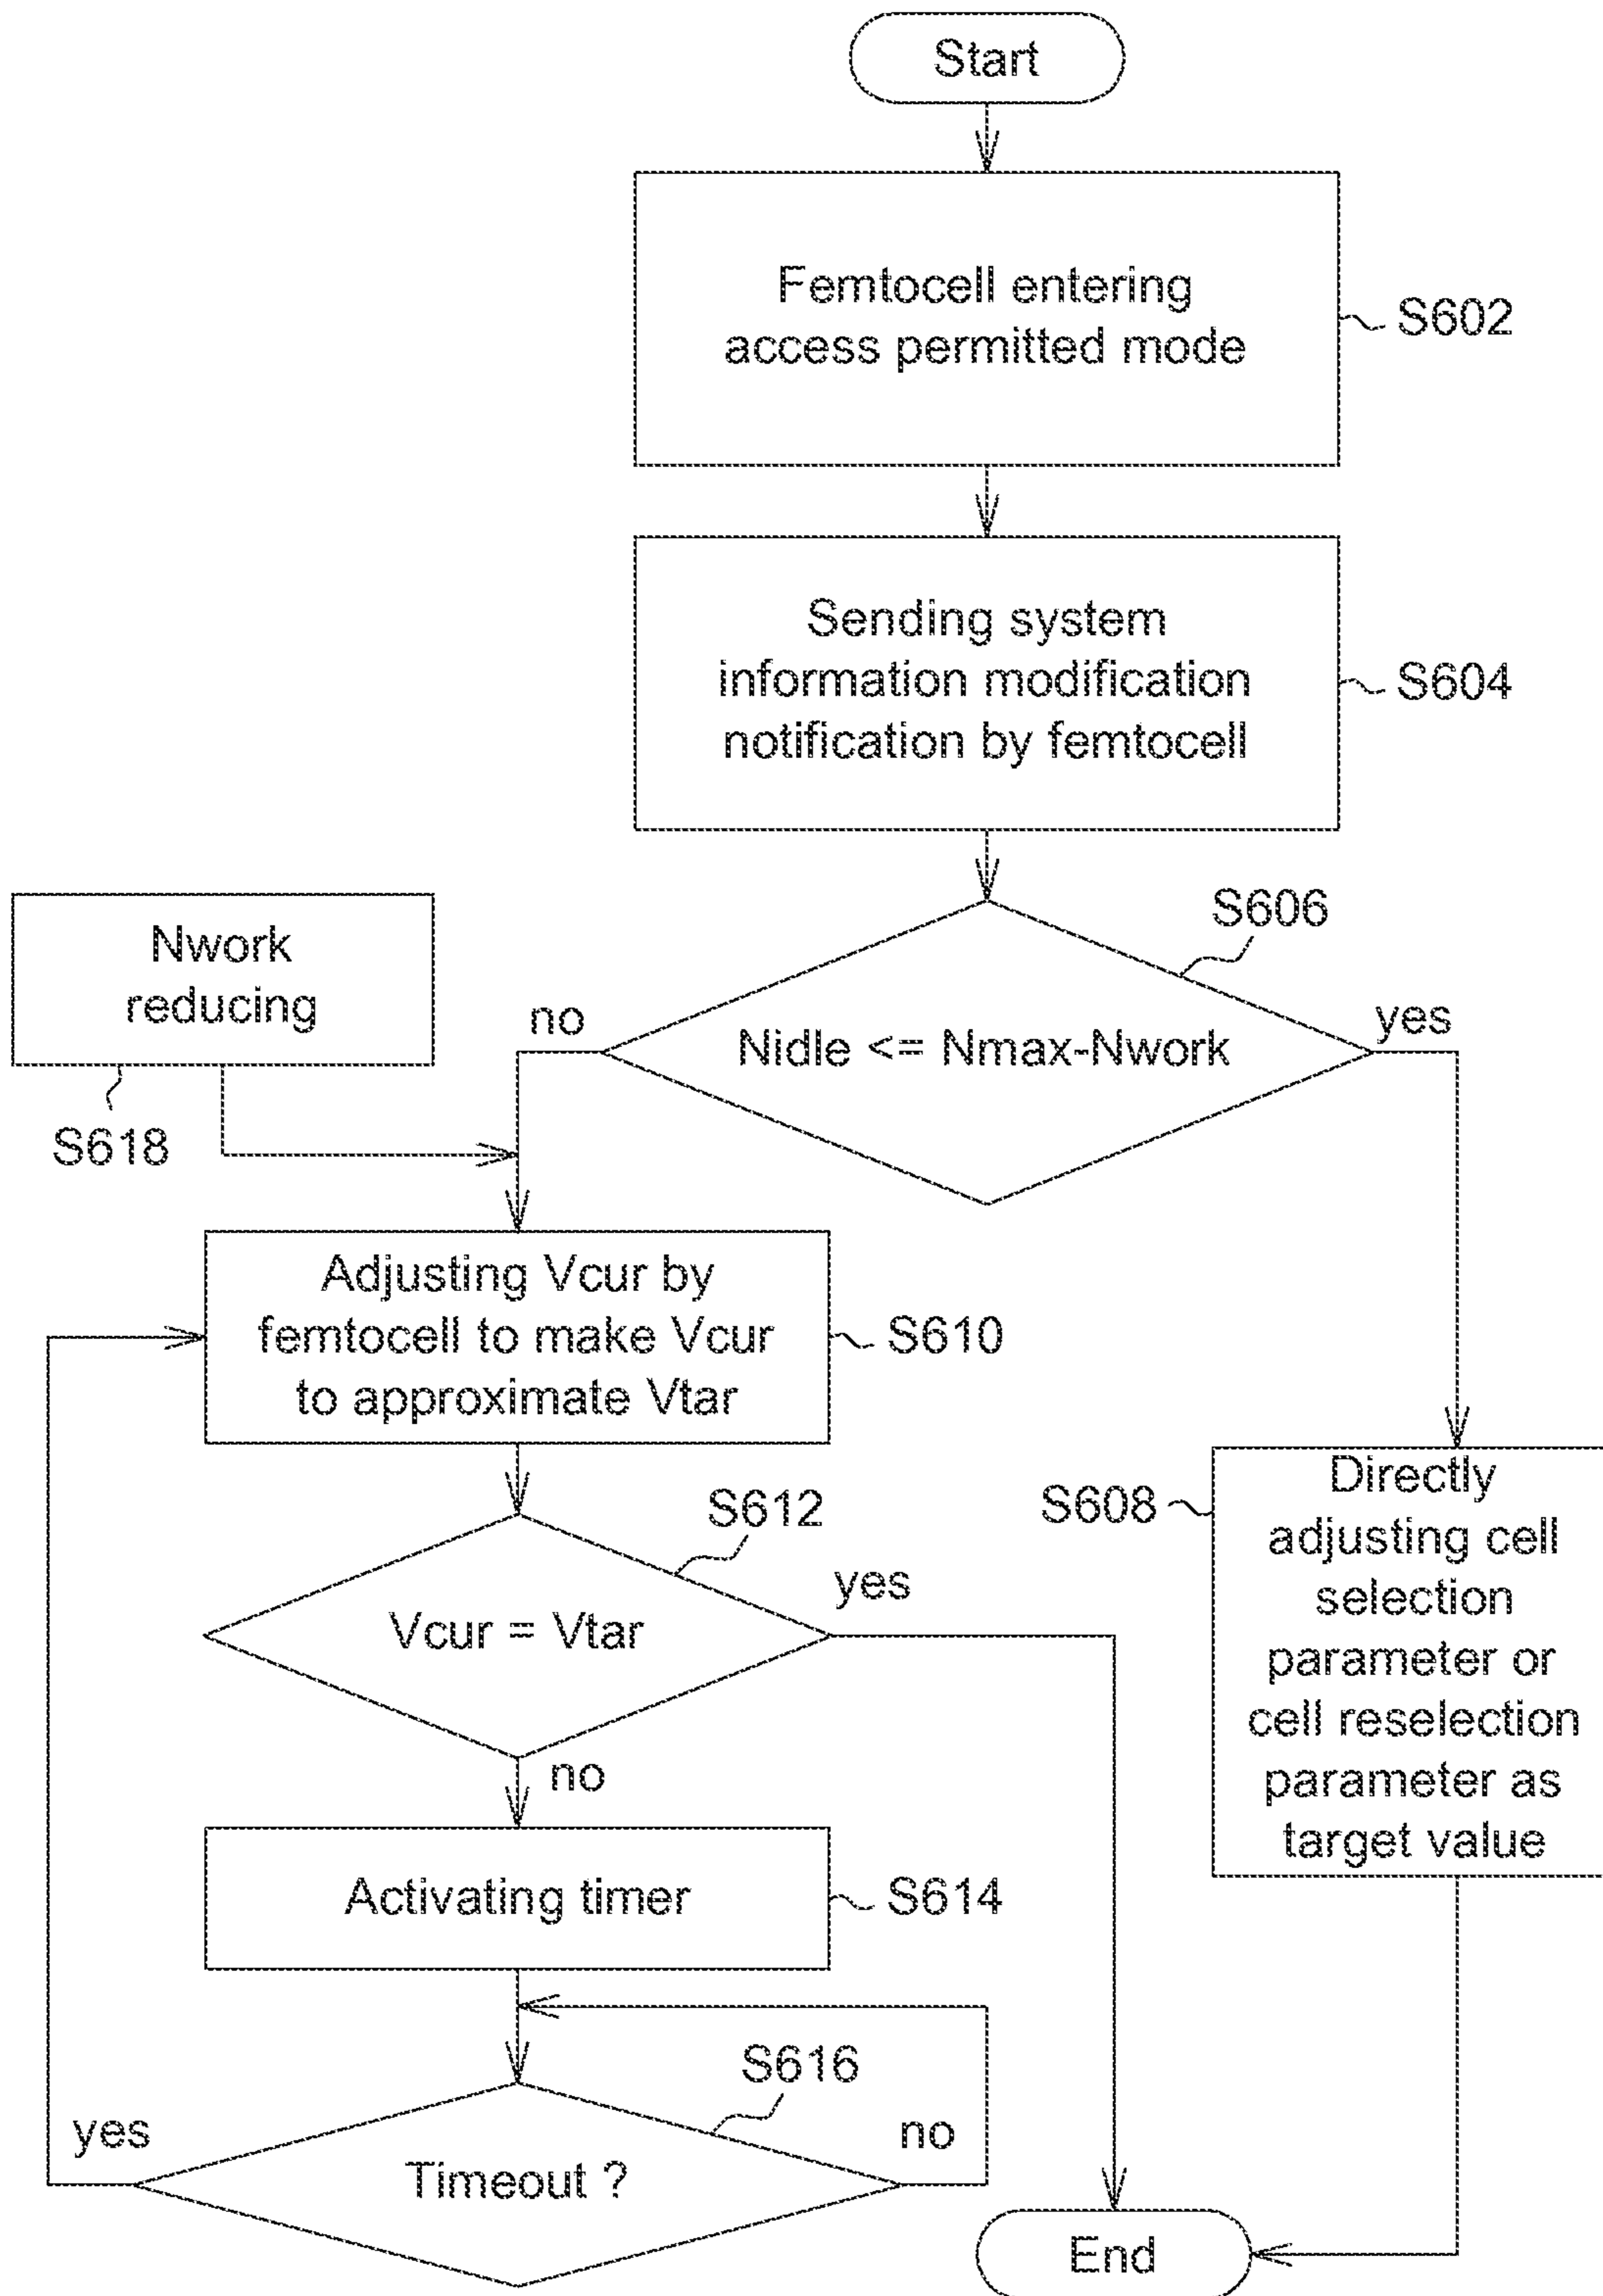 Start
Femtocell entering
access permitted mode
S602
Sending system
information modification
notification by femtocell
S604
S606
Nidle <= Nmax-Nwork
no
yes
Nwork
reducing
S618
Adjusting Vcur by
femtocell to make Vcur
to approximate Vtar
S610
S612
Vcur = Vtar
yes
no
S608
Directly
adjusting cell
selection
parameter or
cell reselection
parameter as
target value
Activating timer
S614
S616
Timeout ?
yes
no
End